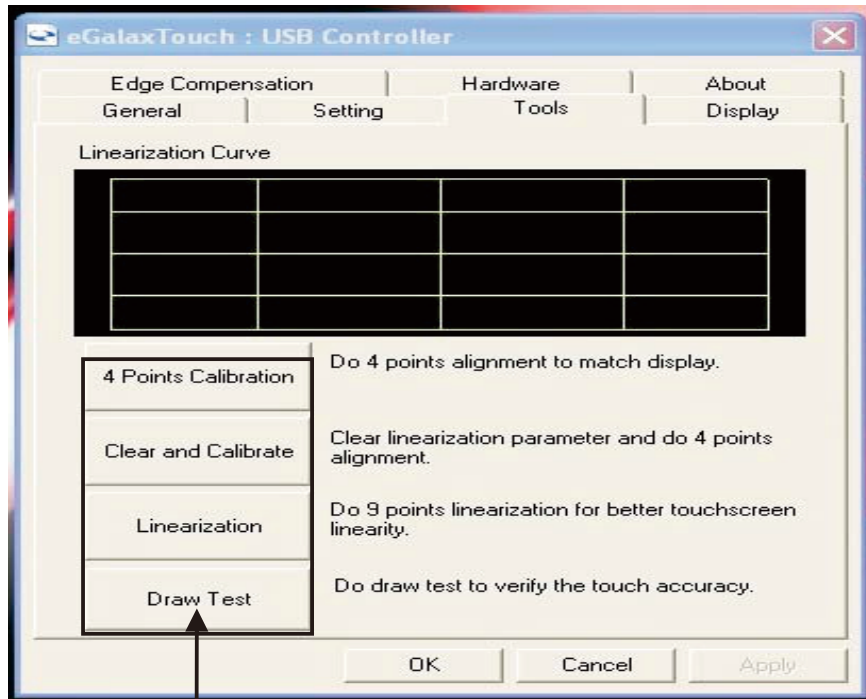 eGalaxTouch : USB Controller
Edge Compensation Hardware About
General Setting Tools Display
Linearization Curve
4 Points Calibration
Do 4 points alignment to match display.
Clear and Calibrate
Clear linearization parameter and do 4 points
alignment.
Linearization
Do 9 points linearization for better touchscreen
linearity.
Draw Test
Do draw test to verify the touch accuracy.
OK Cancel Apply